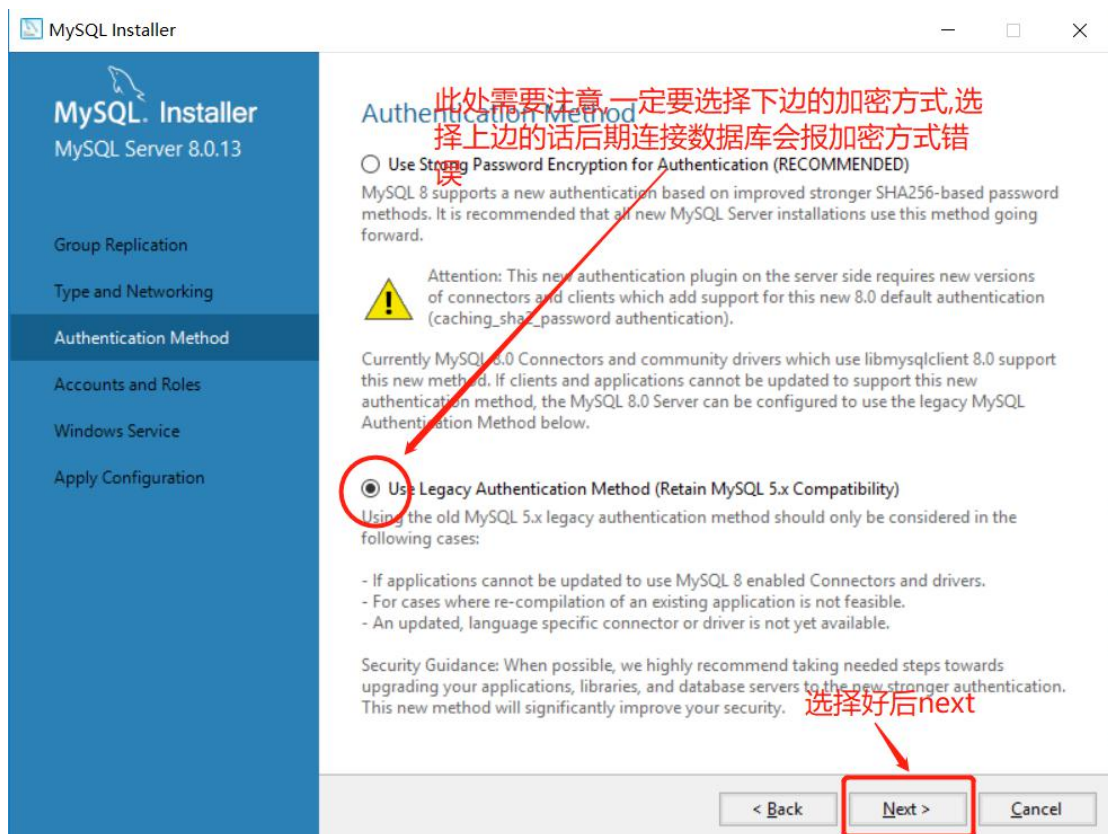 MySQL Installer
MySQL. Installer
MySQL Server 8.0.13
Group Replication
Type and Networking
Authentication Method
Accounts and Roles
Windows Service
Apply Configuration
Authentication Method
此处需要注意,一定要选择下边的加密方式,选
择上边的话后期连接数据库会报加密方式错
误
Use Strong Password Encryption for Authentication (RECOMMENDED)
MySQL 8 supports a new authentication based on improved stronger SHA256-based password
methods. It is recommended that all new MySQL Server installations use this method going
forward.
Attention: This new authentication plugin on the server side requires new versions
of connectors and clients which add support for this new 8.0 default authentication
(caching_sha2_password authentication).
Currently MySQL 8.0 Connectors and community drivers which use libmysqlclient 8.0 support
this new method. If clients and applications cannot be updated to support this new
authentication method, the MySQL 8.0 Server can be configured to use the legacy MySQL
Authentication Method below.
Use Legacy Authentication Method (Retain MySQL 5.x Compatibility)
Using the old MySQL 5.x legacy authentication method should only be considered in the
following cases:
- If applications cannot be updated to use MySQL 8 enabled Connectors and drivers.
- For cases where re-compilation of an existing application is not feasible.
- An updated, language specific connector or driver is not yet available.
Security Guidance: When possible, we highly recommend taking needed steps towards
upgrading your applications, libraries, and database servers to the new stronger authentication.
This new method will significantly improve your security.
选择好后next
< Back
Next >
Cancel